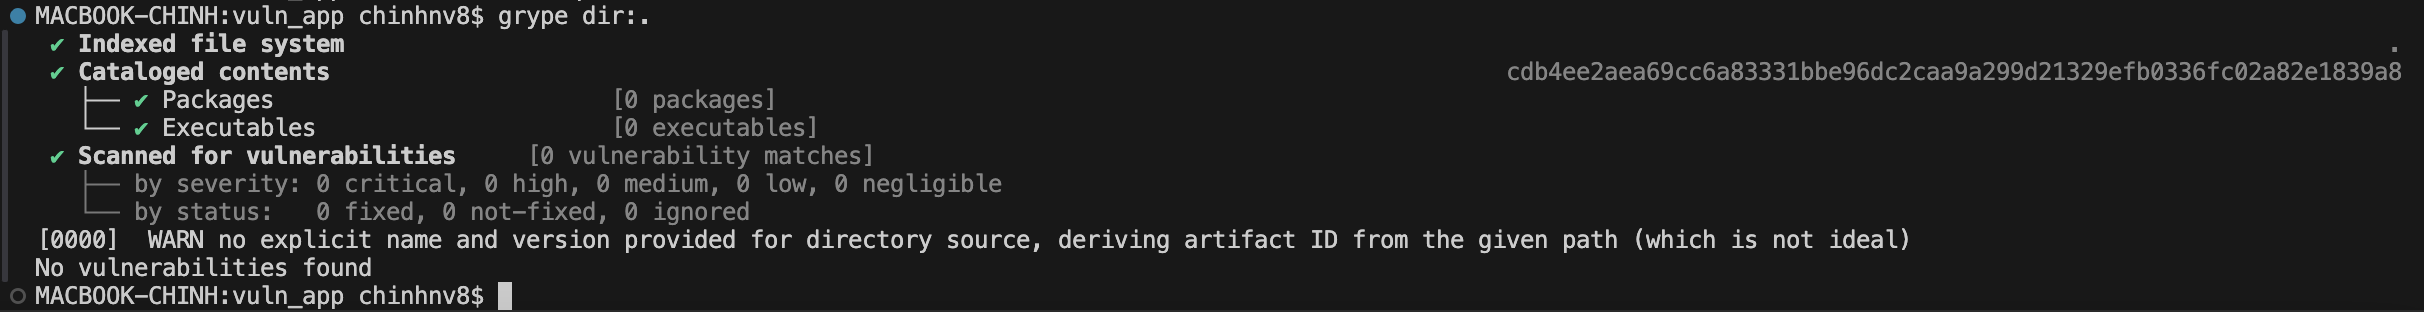 MACBOOK-CHINH:vuln_app chinhnv8$ grype dir:.
✔ Indexed file system .
✔ Cataloged contents cdb4ee2aea69cc6a83331bbe96dc2caa9a299d21329efb0336fc02a82e1839a8
├── ✔ Packages [0 packages]
└── ✔ Executables [0 executables]
✔ Scanned for vulnerabilities [0 vulnerability matches]
├── by severity: 0 critical, 0 high, 0 medium, 0 low, 0 negligible
└── by status: 0 fixed, 0 not-fixed, 0 ignored
[0000] WARN no explicit name and version provided for directory source, deriving artifact ID from the given path (which is not ideal)
No vulnerabilities found
MACBOOK-CHINH:vuln_app chinhnv8$